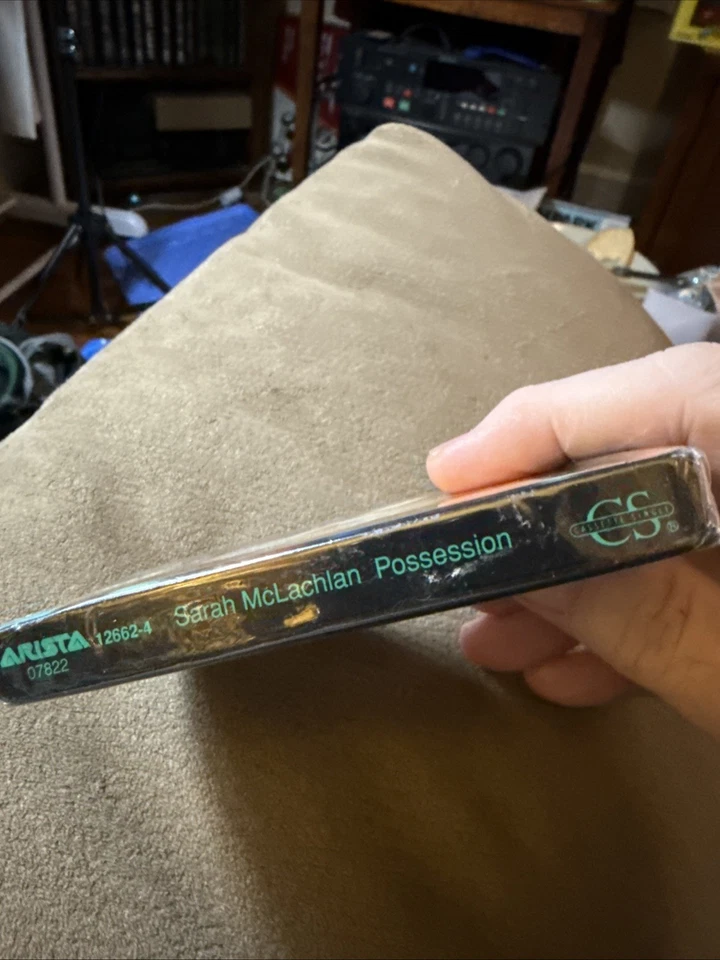 ARISTA 12662-4 Sarah McLachlan Possession
07822
CS
CASSETTE SINGLE ®